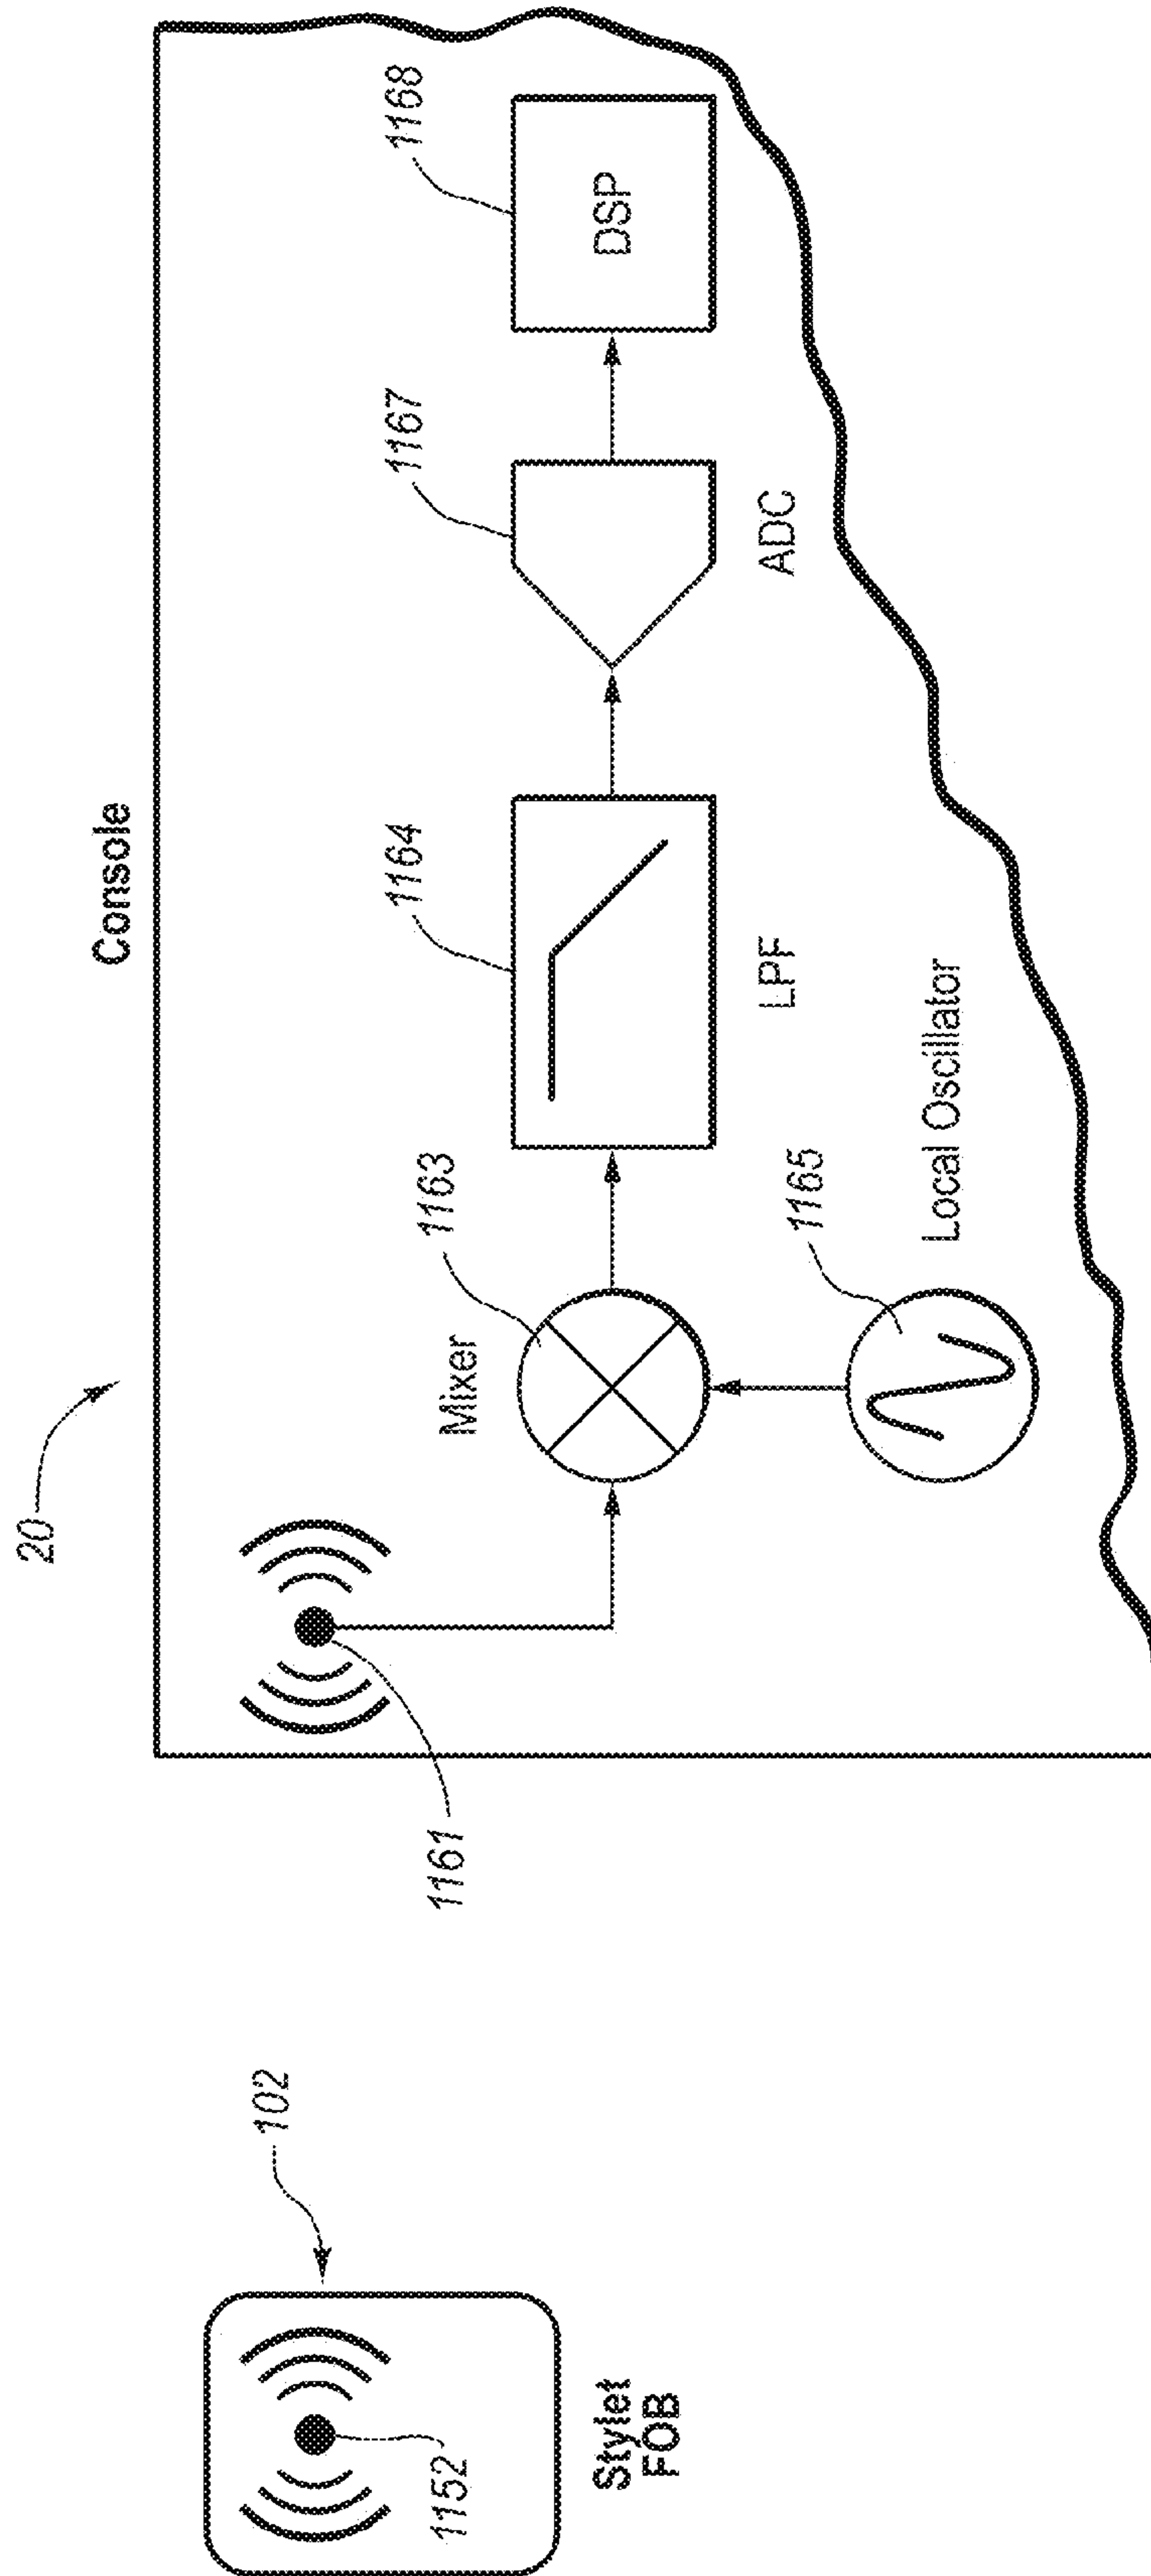 20
Console
1161
Mixer
1163
1164
1167
1168
DSP
LPF
ADC
1165
Local Oscillator
102
1152
Stylet
FOB